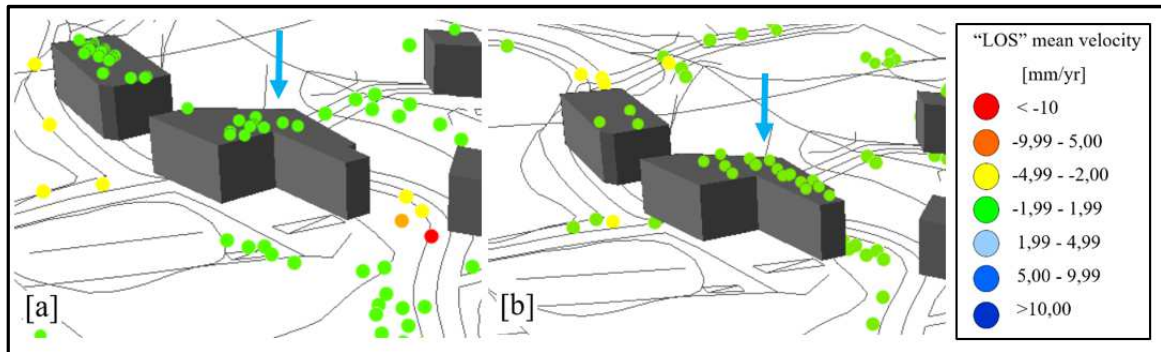 [a]
[b]
“LOS” mean velocity
[mm/yr]
< -10
-9,99 - 5,00
-4,99 - -2,00
-1,99 - 1,99
1,99 - 4,99
5,00 - 9,99
>10,00